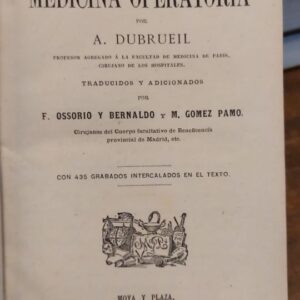 MEDICINA OPERATORIA
POR
A. DUBRUEIL
PROFESOR AGREGADO Á LA FACULTAD DE MEDICINA DE PARÍS,
CIRUJANO DE LOS HOSPITALES,
TRADUCIDOS Y ADICIONADOS
POR
F. OSSORIO Y BERNALDO Y M. GOMEZ PAMO.
Cirujanos del Cuerpo facultativo de Beneficencia
provincial de Madrid, etc.
CON 435 GRABADOS INTERCALADOS EN EL TEXTO.
MOYA Y PLAZA,